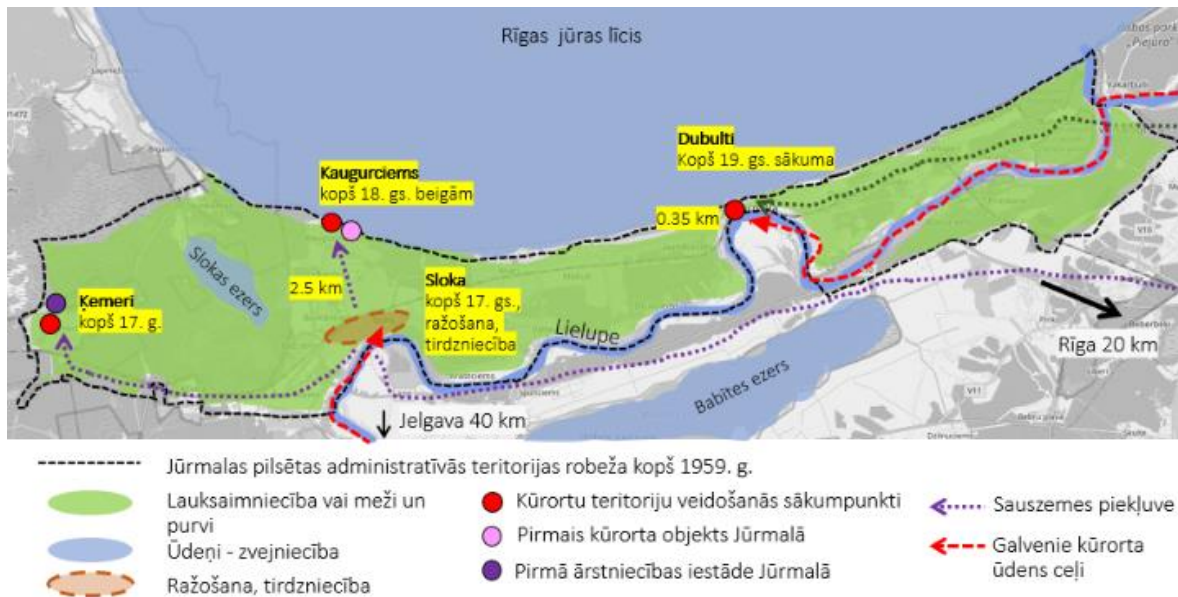 Rīgas jūras līcis
Dubulti
Kopš 19. gs. sākuma
Kaugurciems
kopš 18. gs. beigām
0.35 km
Slokas ezers
2.5 km
Sloka
kopš 17. gs.,
ražošana,
tirdzniecība
Ķemeri
kopš 17. g.
Lielupe
Babītes ezers
Rīga 20 km
Jelgava 40 km
V10
V11
Jūrmalas pilsētas administratīvās teritorijas robeža kopš 1959. g.
Lauksaimniecība vai meži un
purvi
Ūdeņi - zvejniecība
Ražošana, tirdzniecība
Kūrortu teritoriju veidošanās sākumpunkti
Pirmais kūrorta objekts Jūrmalā
Pirmā ārstniecības iestāde Jūrmalā
Sauszemes piekļuve
Galvenie kūrorta
ūdens ceļi